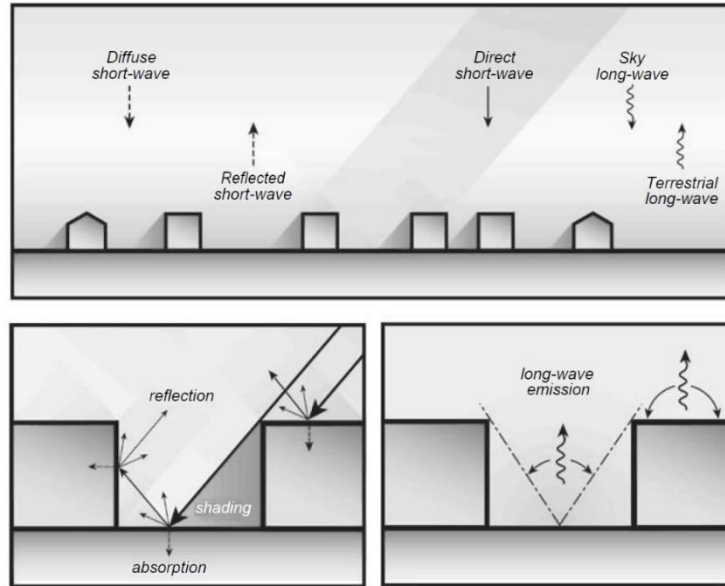 Diffuse
short-wave
Direct
short-wave
Sky
long-wave
Reflected
short-wave
Terrestrial
long-wave
reflection
shading
absorption
long-wave
emission